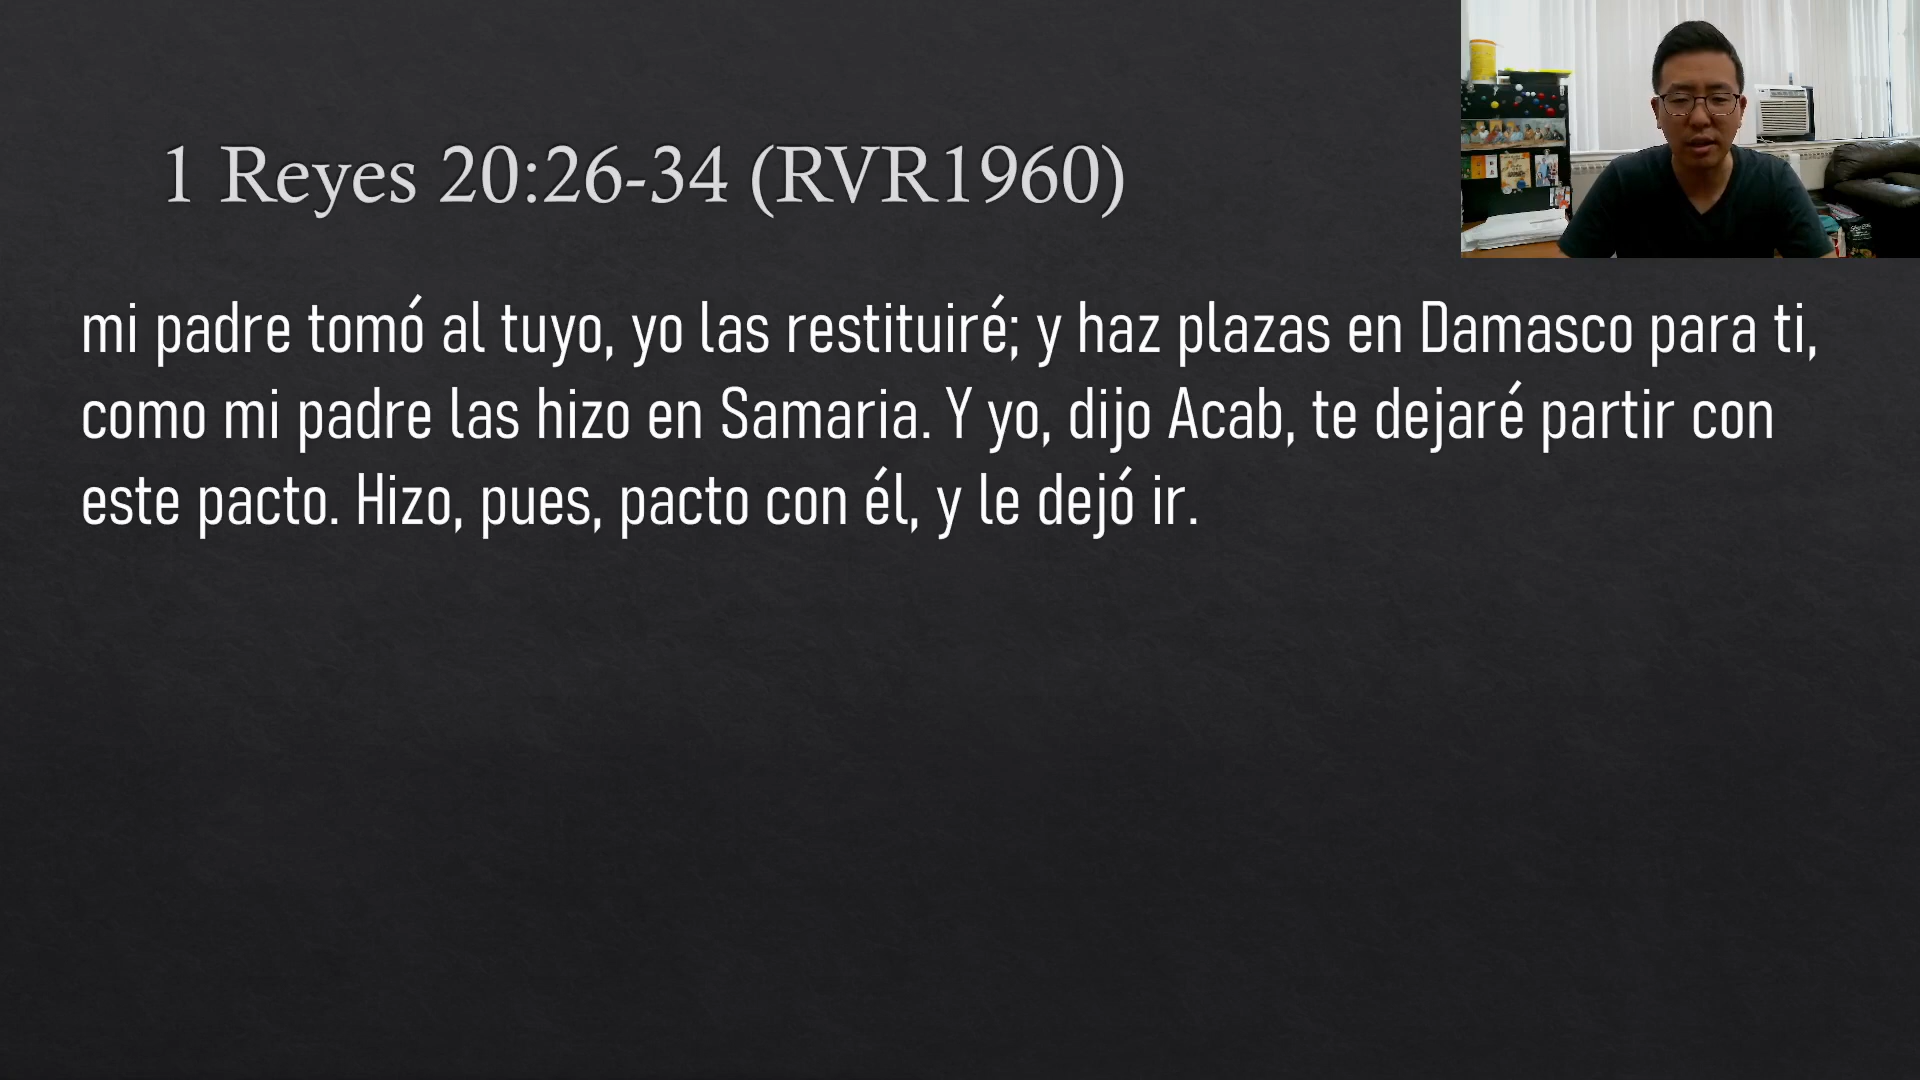 1 Reyes 20:26-34 (RVR1960)
mi padre tomó al tuyo, yo las restituiré; y haz plazas en Damasco para ti,
como mi padre las hizo en Samaria. Y yo, dijo Acab, te dejaré partir con
este pacto. Hizo, pues, pacto con él, y le dejó ir.